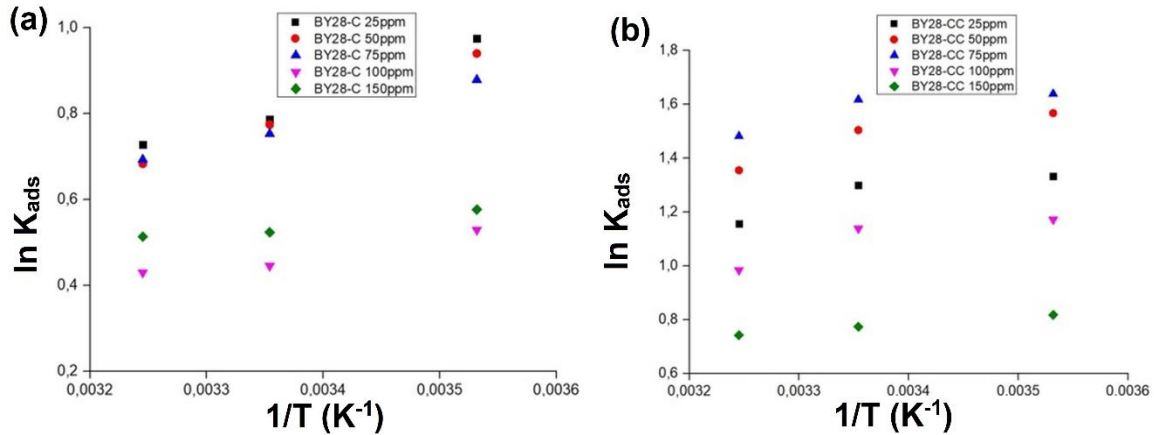 (a)
BY28-C 25ppm
BY28-C 50ppm
BY28-C 75ppm
BY28-C 100ppm
BY28-C 150ppm
1,0
0,8
0,6
0,4
0,2
ln Kads
0,0032
0,0033
0,0034
0,0035
0,0036
1/T (K-1)
(b)
BY28-CC 25ppm
BY28-CC 50ppm
BY28-CC 75ppm
BY28-CC 100ppm
BY28-CC 150ppm
1,8
1,6
1,4
1,2
1,0
0,8
0,6
ln Kads
0,0032
0,0033
0,0034
0,0035
0,0036
1/T (K-1)